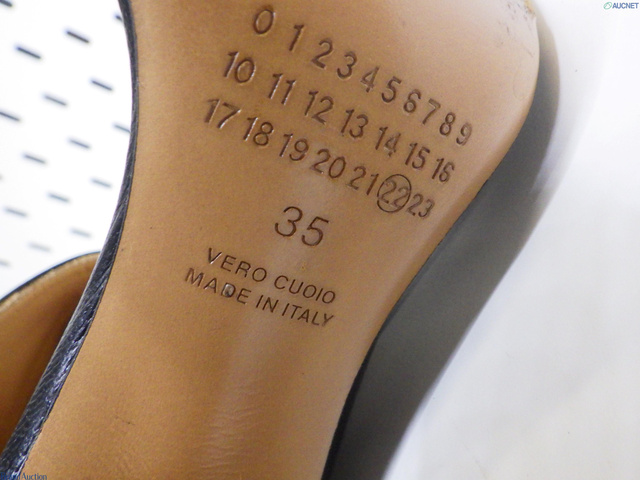 AUCNET
0 1 2 3 4 5 6 7 8 9
10 11 12 13 14 15 16
17 18 19 20 21 22 23
35
VERO CUOIO
MADE IN ITALY
Auction